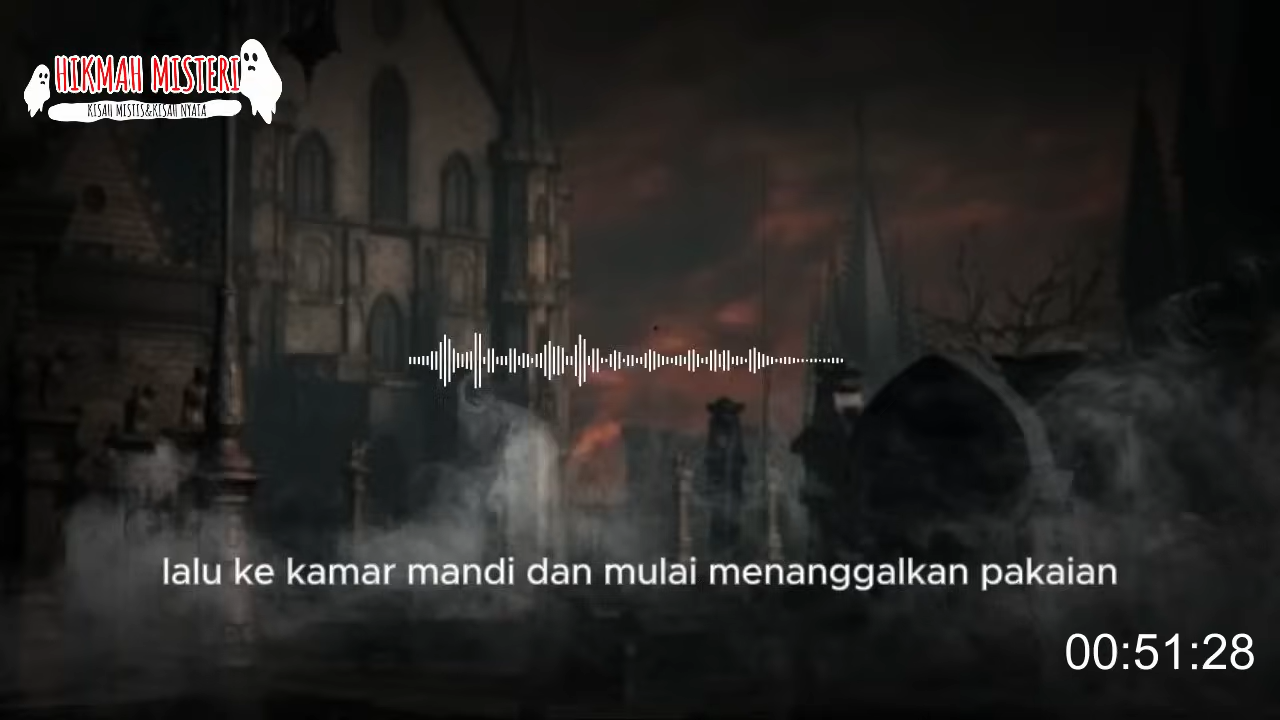 HIKMAH MISTERI
KISAH MISTIS&KISAH NYATA
lalu ke kamar mandi dan mulai menanggalkan pakaian
00:51:28